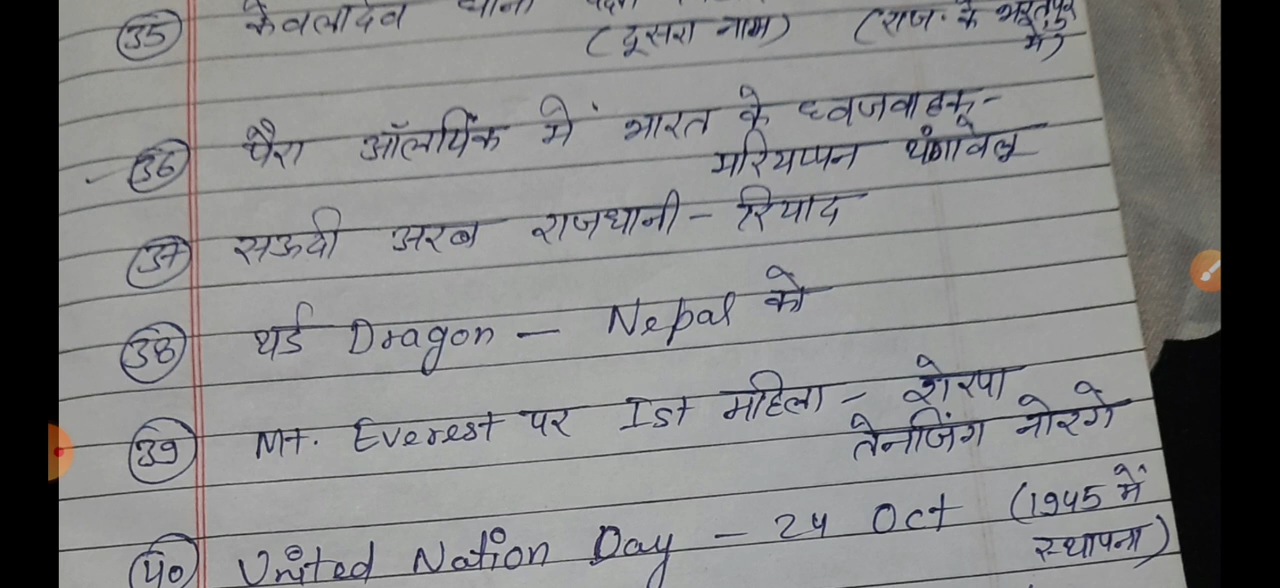 (35) केवलादेव
(दूसरा नाम) (राज. के भरतपुर
में)
(36) पैरा ऑलंपिक में भारत के ध्वजवाहक -
मरियप्पन थंगावेलू
(37) सऊदी अरब राजधानी - रियाद
(38) थर्ड Dragon - Nepal को
(39) Mt. Everest पर Ist महिला - शेरपा
तेनजिंग नोरगे
(40) United Nation Day - 24 Oct (1945 में
स्थापना)